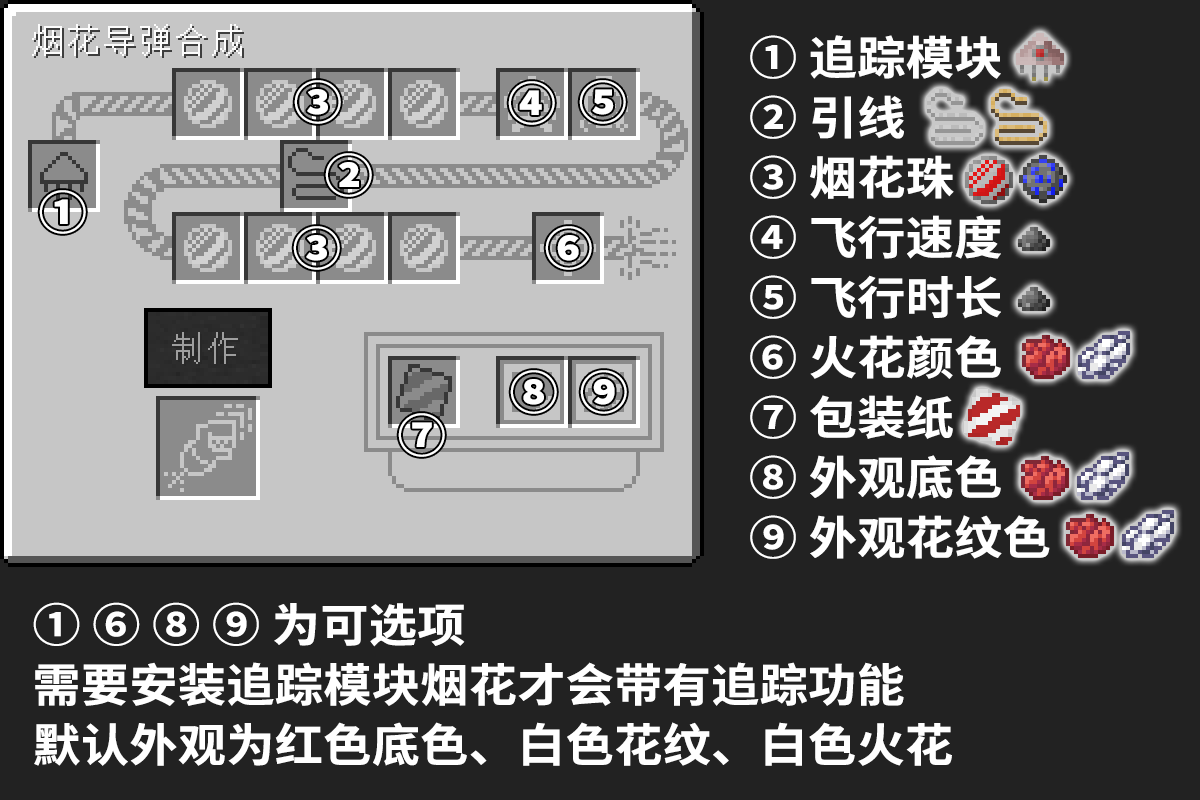 烟花导弹合成
③
④
⑤
①
②
③
⑥
制作
⑦
⑧
⑨
① 追踪模块
② 引线
③ 烟花珠
④ 飞行速度
⑤ 飞行时长
⑥ 火花颜色
⑦ 包装纸
⑧ 外观底色
⑨ 外观花纹色
① ⑥ ⑧ ⑨ 为可选项
需要安装追踪模块烟花才会带有追踪功能
默认外观为红色底色、白色花纹、白色火花